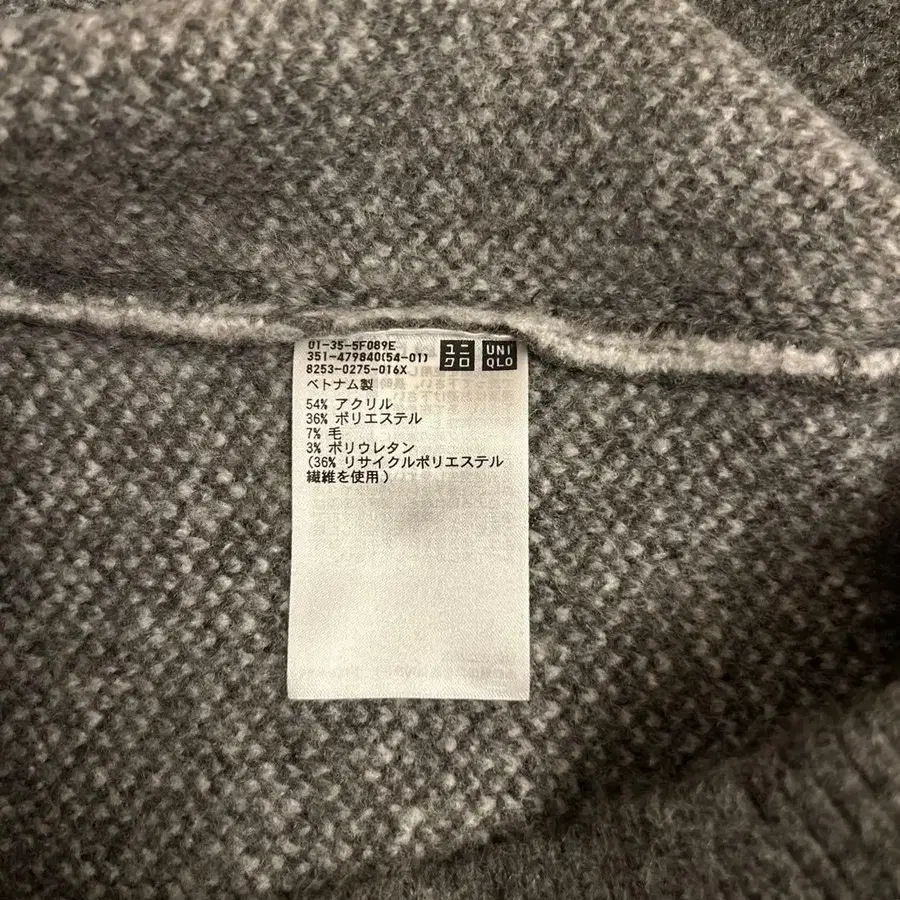 01-35-5F089E
351-479840(54-01)
8253-0275-016X
ユニクロ
UNIQLO
ベトナム製
54% アクリル
36% ポリエステル
7% 毛
3% ポリウレタン
(36% リサイクルポリエステル
繊維を使用)